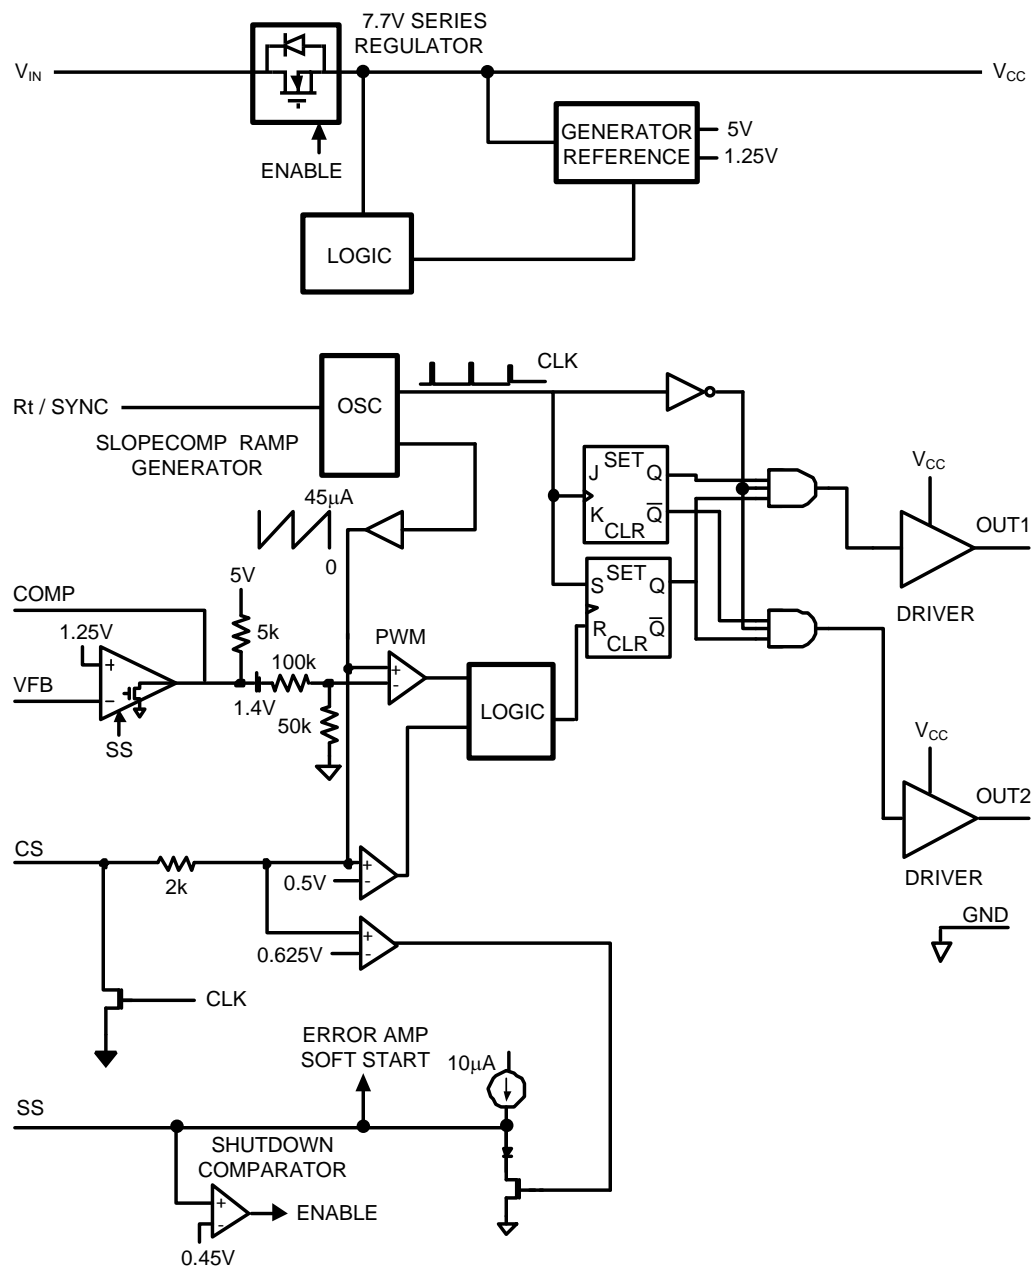 7.7V SERIES
REGULATOR
VIN
VCC
ENABLE
GENERATOR
REFERENCE
5V
1.25V
LOGIC
CLK
Rt / SYNC
OSC
SLOPECOMP RAMP
GENERATOR
45μA
0
SET
J
Q
K
Q
CLR
VCC
OUT1
DRIVER
SET
S
Q
R
Q
CLR
COMP
5V
5k
1.25V
+
-
VFB
SS
1.4V
100k
50k
PWM
+
-
LOGIC
VCC
OUT2
DRIVER
GND
CS
2k
0.5V
+
-
0.625V
+
-
CLK
ERROR AMP
SOFT START
10μA
SS
SHUTDOWN
COMPARATOR
+
-
ENABLE
0.45V